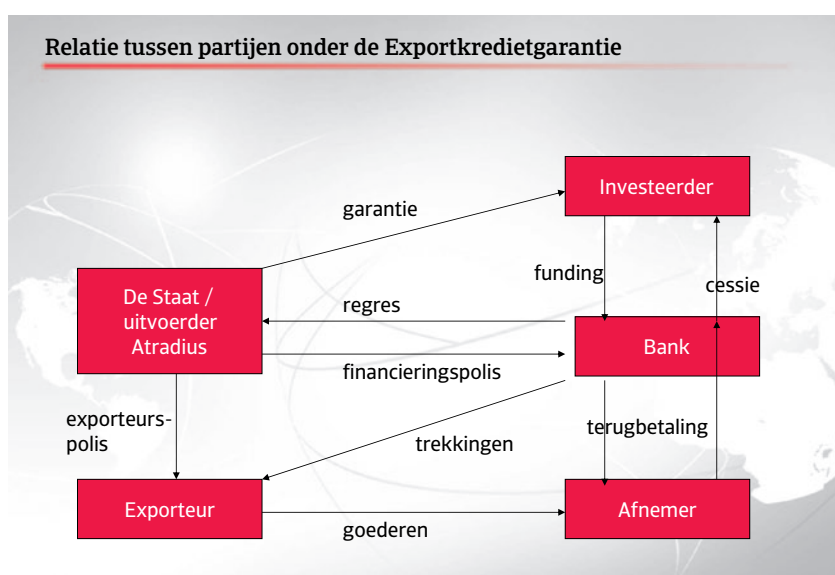 Relatie tussen partijen onder de Exportkredietgarantie
Investeerder
garantie
funding
cessie
De Staat /
uitvoerder
Atradius
regres
Bank
financieringspolis
exporteurs-
polis
trekkingen
terugbetaling
Exporteur
goederen
Afnemer